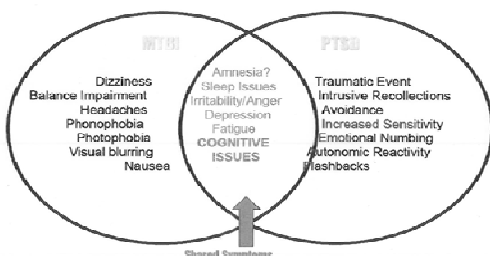 MTBI
PTSD
Dizziness
Balance Impairment
Headaches
Phonophobia
Photophobia
Visual blurring
Nausea
Amnesia?
Sleep Issues
Irritability/Anger
Depression
Fatigue
COGNITIVE
ISSUES
Traumatic Event
Intrusive Recollections
Avoidance
Increased Sensitivity
Emotional Numbing
Autonomic Reactivity
Flashbacks
Shared Symptoms